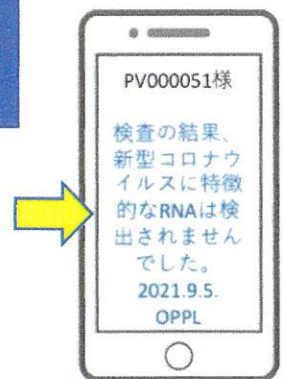 PV000051様
検査の結果、
新型コロナウ
イルスに特徴
的なRNAは検
出されません
でした。
2021.9.5.
OPPL